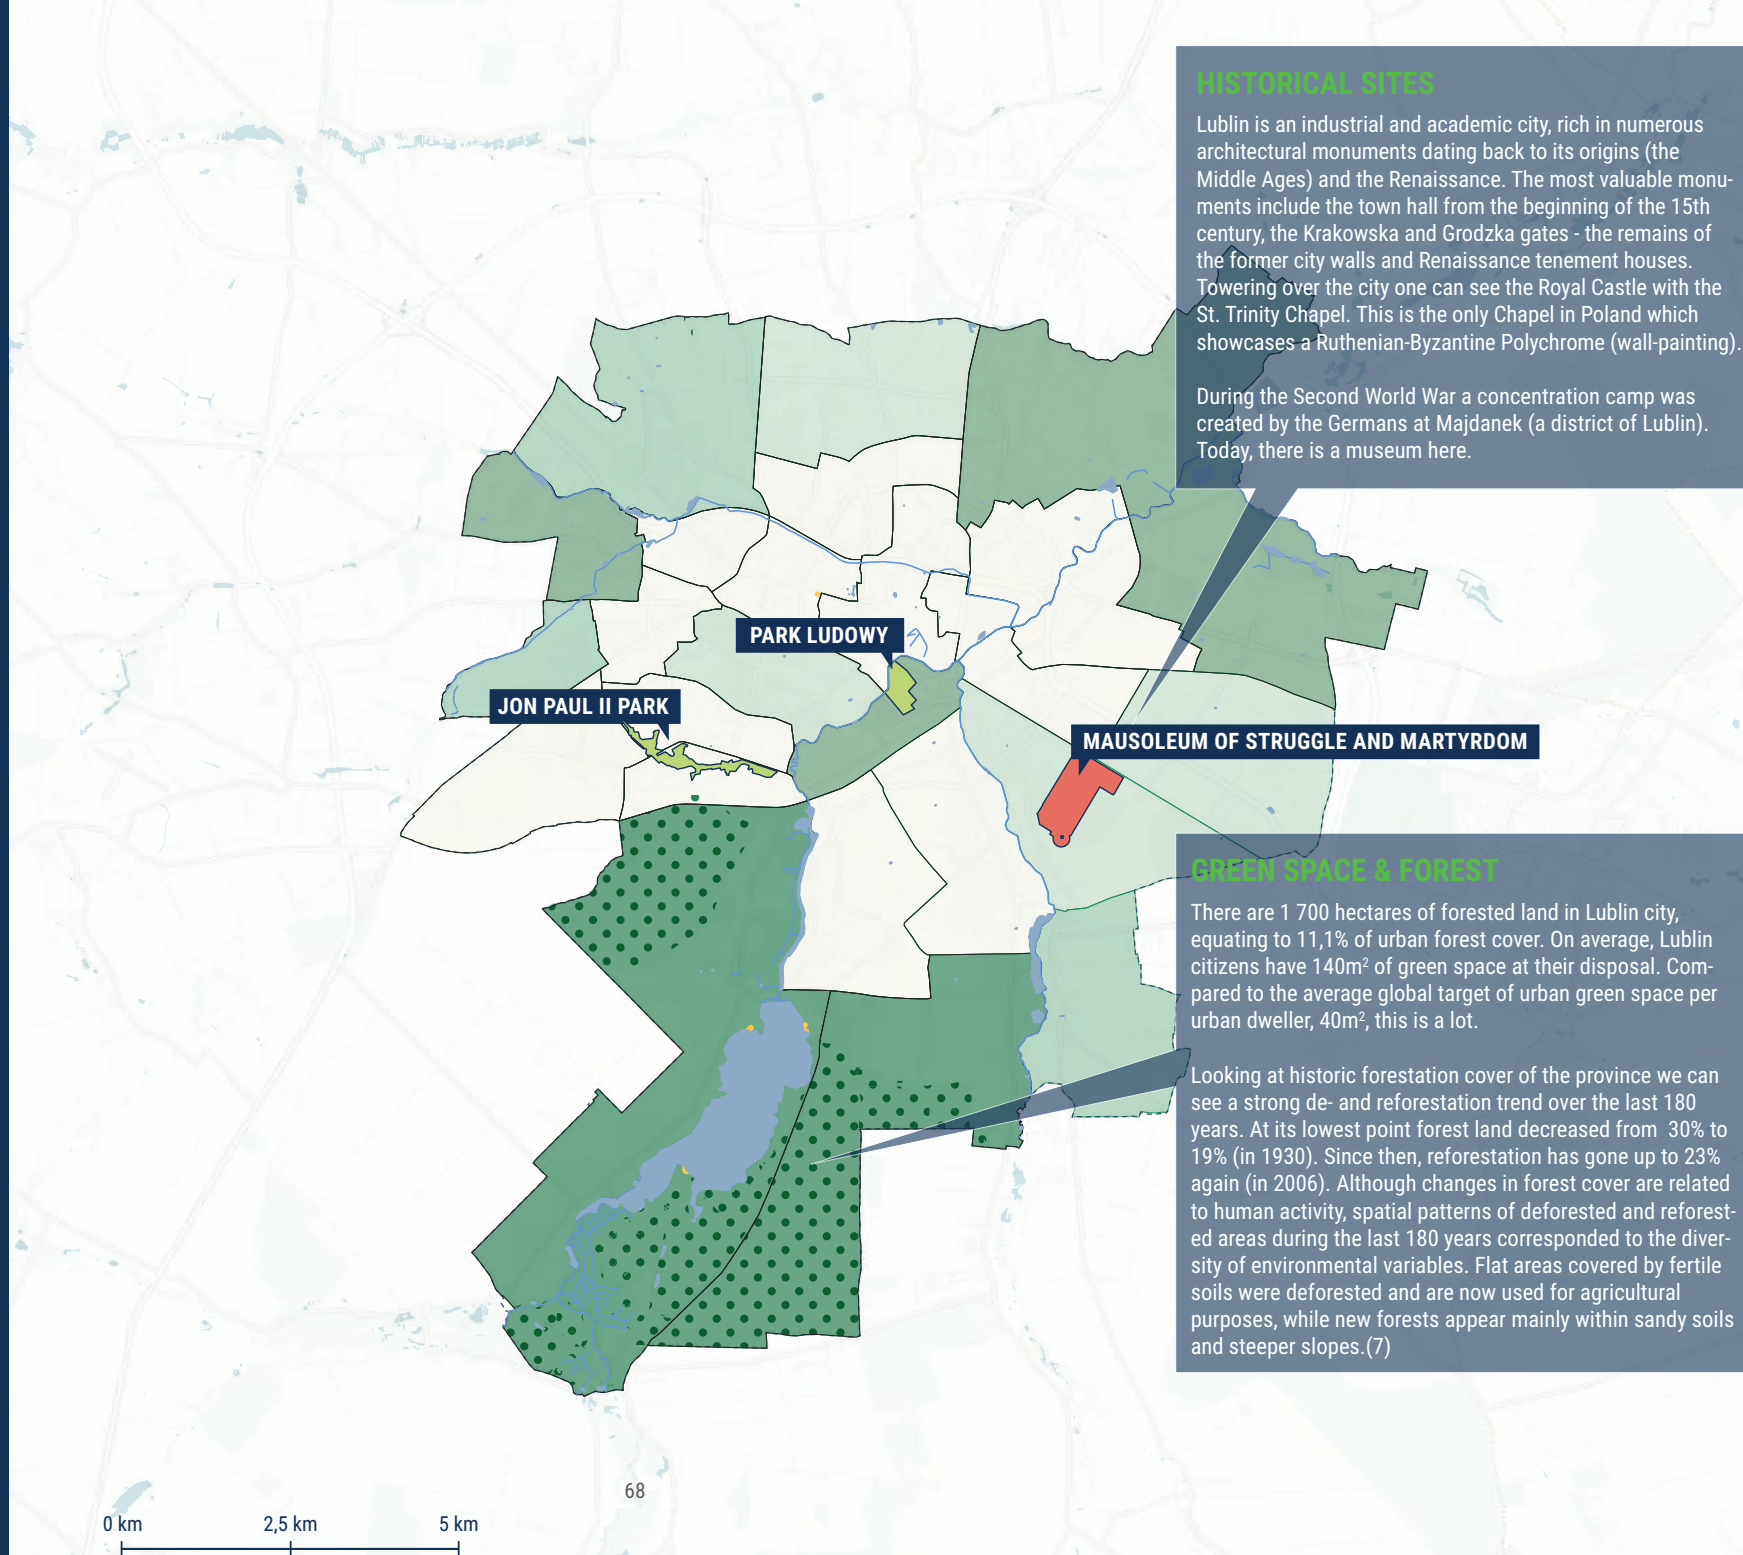 HISTORICAL SITES
Lublin is an industrial and academic city, rich in numerous
architectural monuments dating back to its origins (the
Middle Ages) and the Renaissance. The most valuable monu-
ments include the town hall from the beginning of the 15th
century, the Krakowska and Grodzka gates - the remains of
the former city walls and Renaissance tenement houses.
Towering over the city one can see the Royal Castle with the
St. Trinity Chapel. This is the only Chapel in Poland which
showcases a Ruthenian-Byzantine Polychrome (wall-painting).
During the Second World War a concentration camp was
created by the Germans at Majdanek (a district of Lublin).
Today, there is a museum here.
PARK LUDOWY
JON PAUL II PARK
MAUSOLEUM OF STRUGGLE AND MARTYRDOM
GREEN SPACE & FOREST
There are 1 700 hectares of forested land in Lublin city,
equating to 11,1% of urban forest cover. On average, Lublin
citizens have 140m² of green space at their disposal. Com-
pared to the average global target of urban green space per
urban dweller, 40m², this is a lot.
Looking at historic forestation cover of the province we can
see a strong de- and reforestation trend over the last 180
years. At its lowest point forest land decreased from  30% to
19% (in 1930). Since then, reforestation has gone up to 23%
again (in 2006). Although changes in forest cover are related
to human activity, spatial patterns of deforested and reforest-
ed areas during the last 180 years corresponded to the diver-
sity of environmental variables. Flat areas covered by fertile
soils were deforested and are now used for agricultural
purposes, while new forests appear mainly within sandy soils
and steeper slopes.(7)
68
0 km 2,5 km 5 km